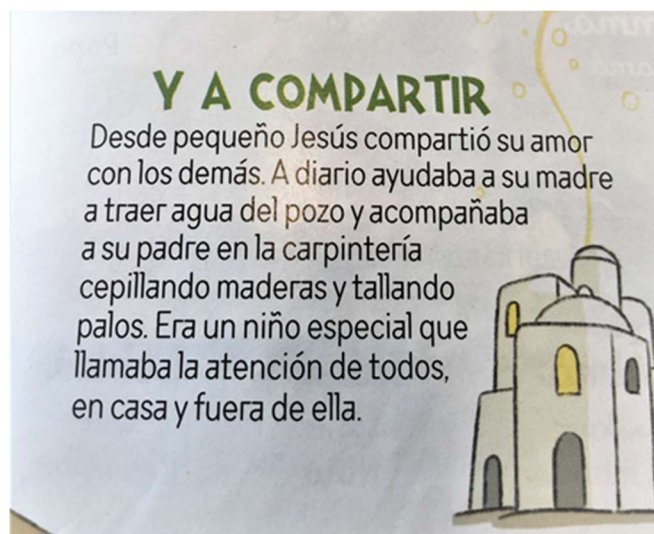 Y A COMPARTIR
Desde pequeño Jesús compartió su amor
con los demás. A diario ayudaba a su madre
a traer agua del pozo y acompañaba
a su padre en la carpintería
cepillando maderas y tallando
palos. Era un niño especial que
llamaba la atención de todos,
en casa y fuera de ella.